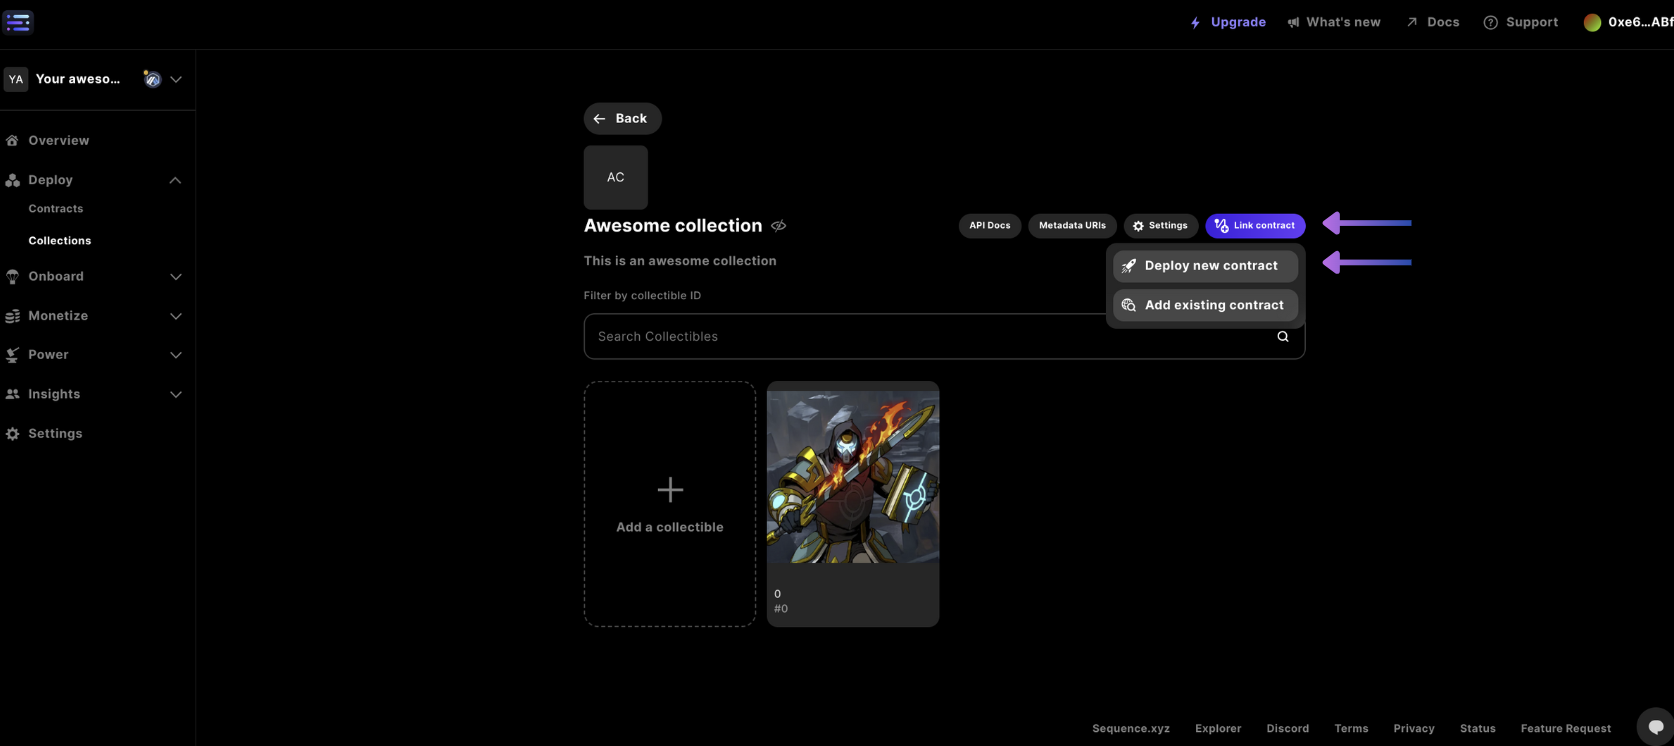 Upgrade
What's new
Docs
Support
0xe6...ABf
YA
Your aweso...
Overview
Deploy
Contracts
Collections
Onboard
Monetize
Power
Insights
Settings
Back
AC
Awesome collection
API Docs
Metadata URIs
Settings
Link contract
This is an awesome collection
Deploy new contract
Add existing contract
Filter by collectible ID
Search Collectibles
Add a collectible
0
#0
Sequence.xyz
Explorer
Discord
Terms
Privacy
Status
Feature Request